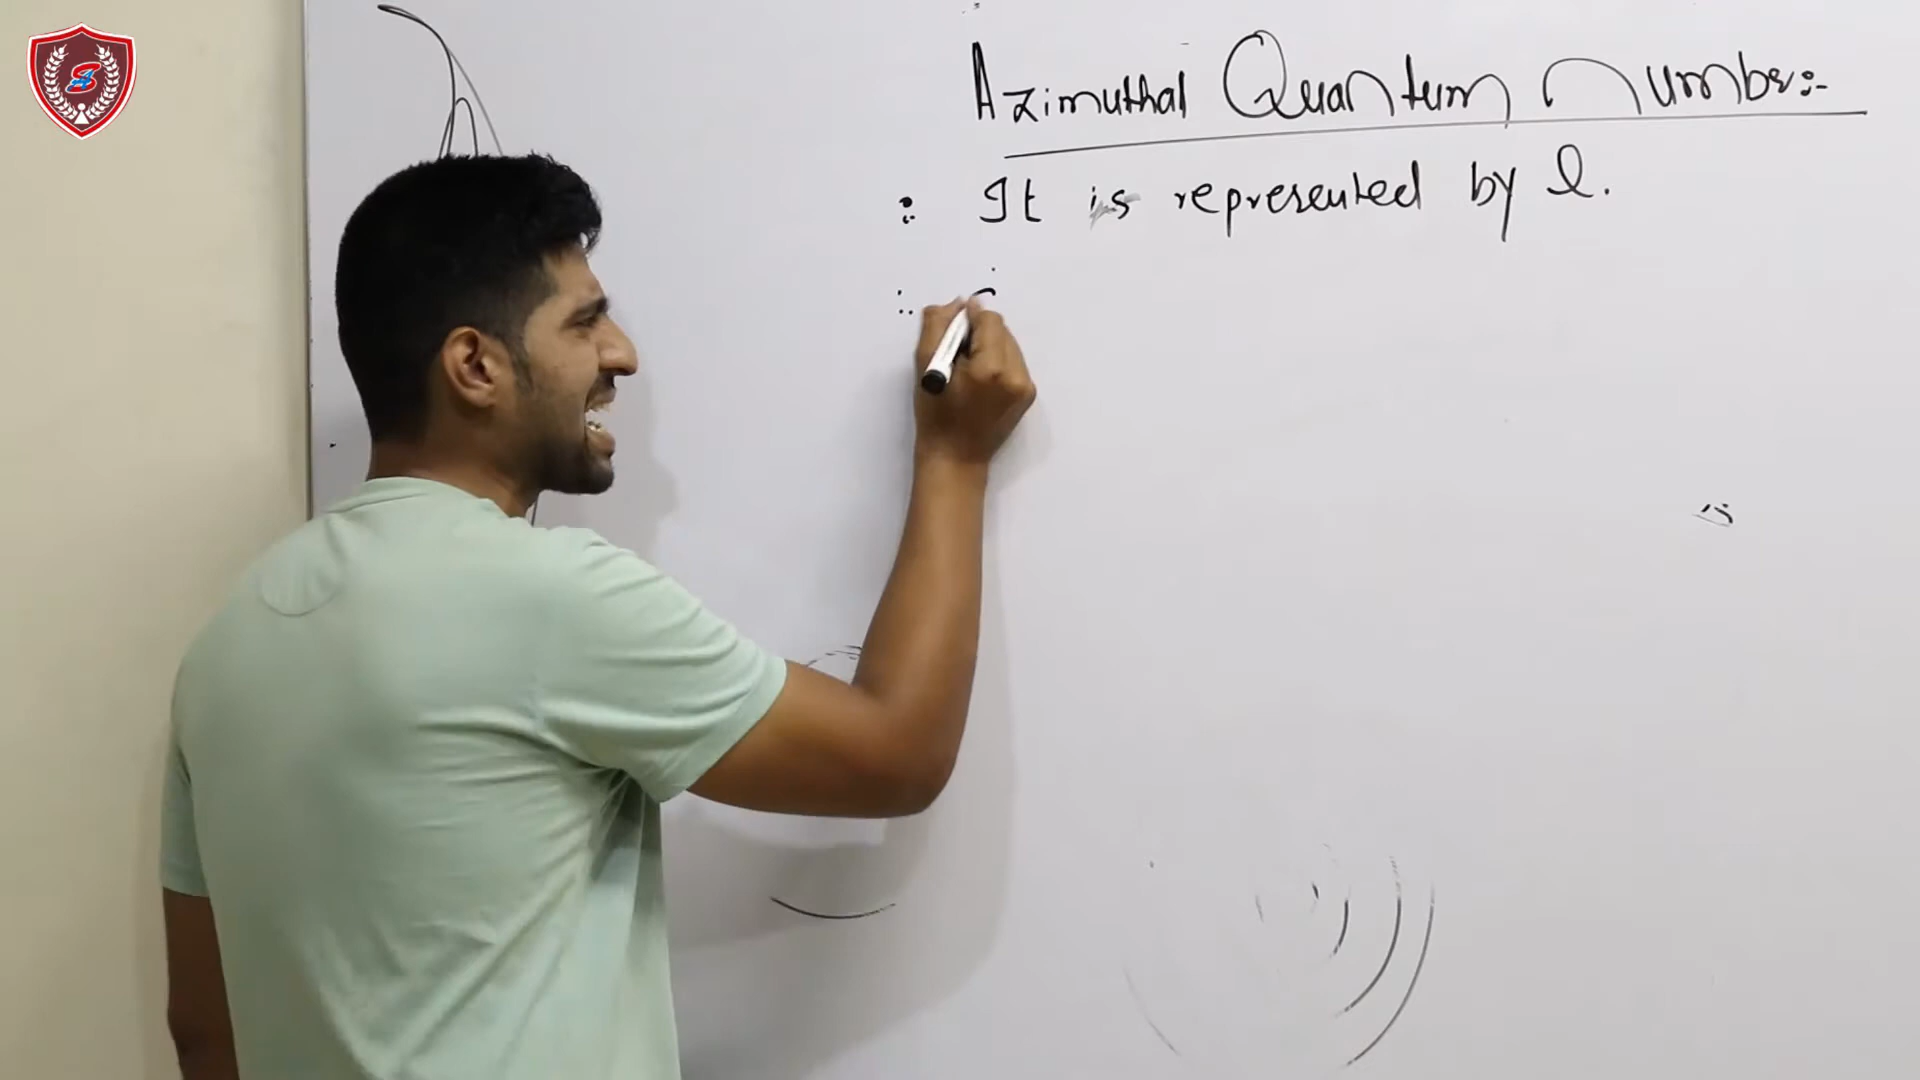 Azimuthal Quantum Number:-
It is represented by l.